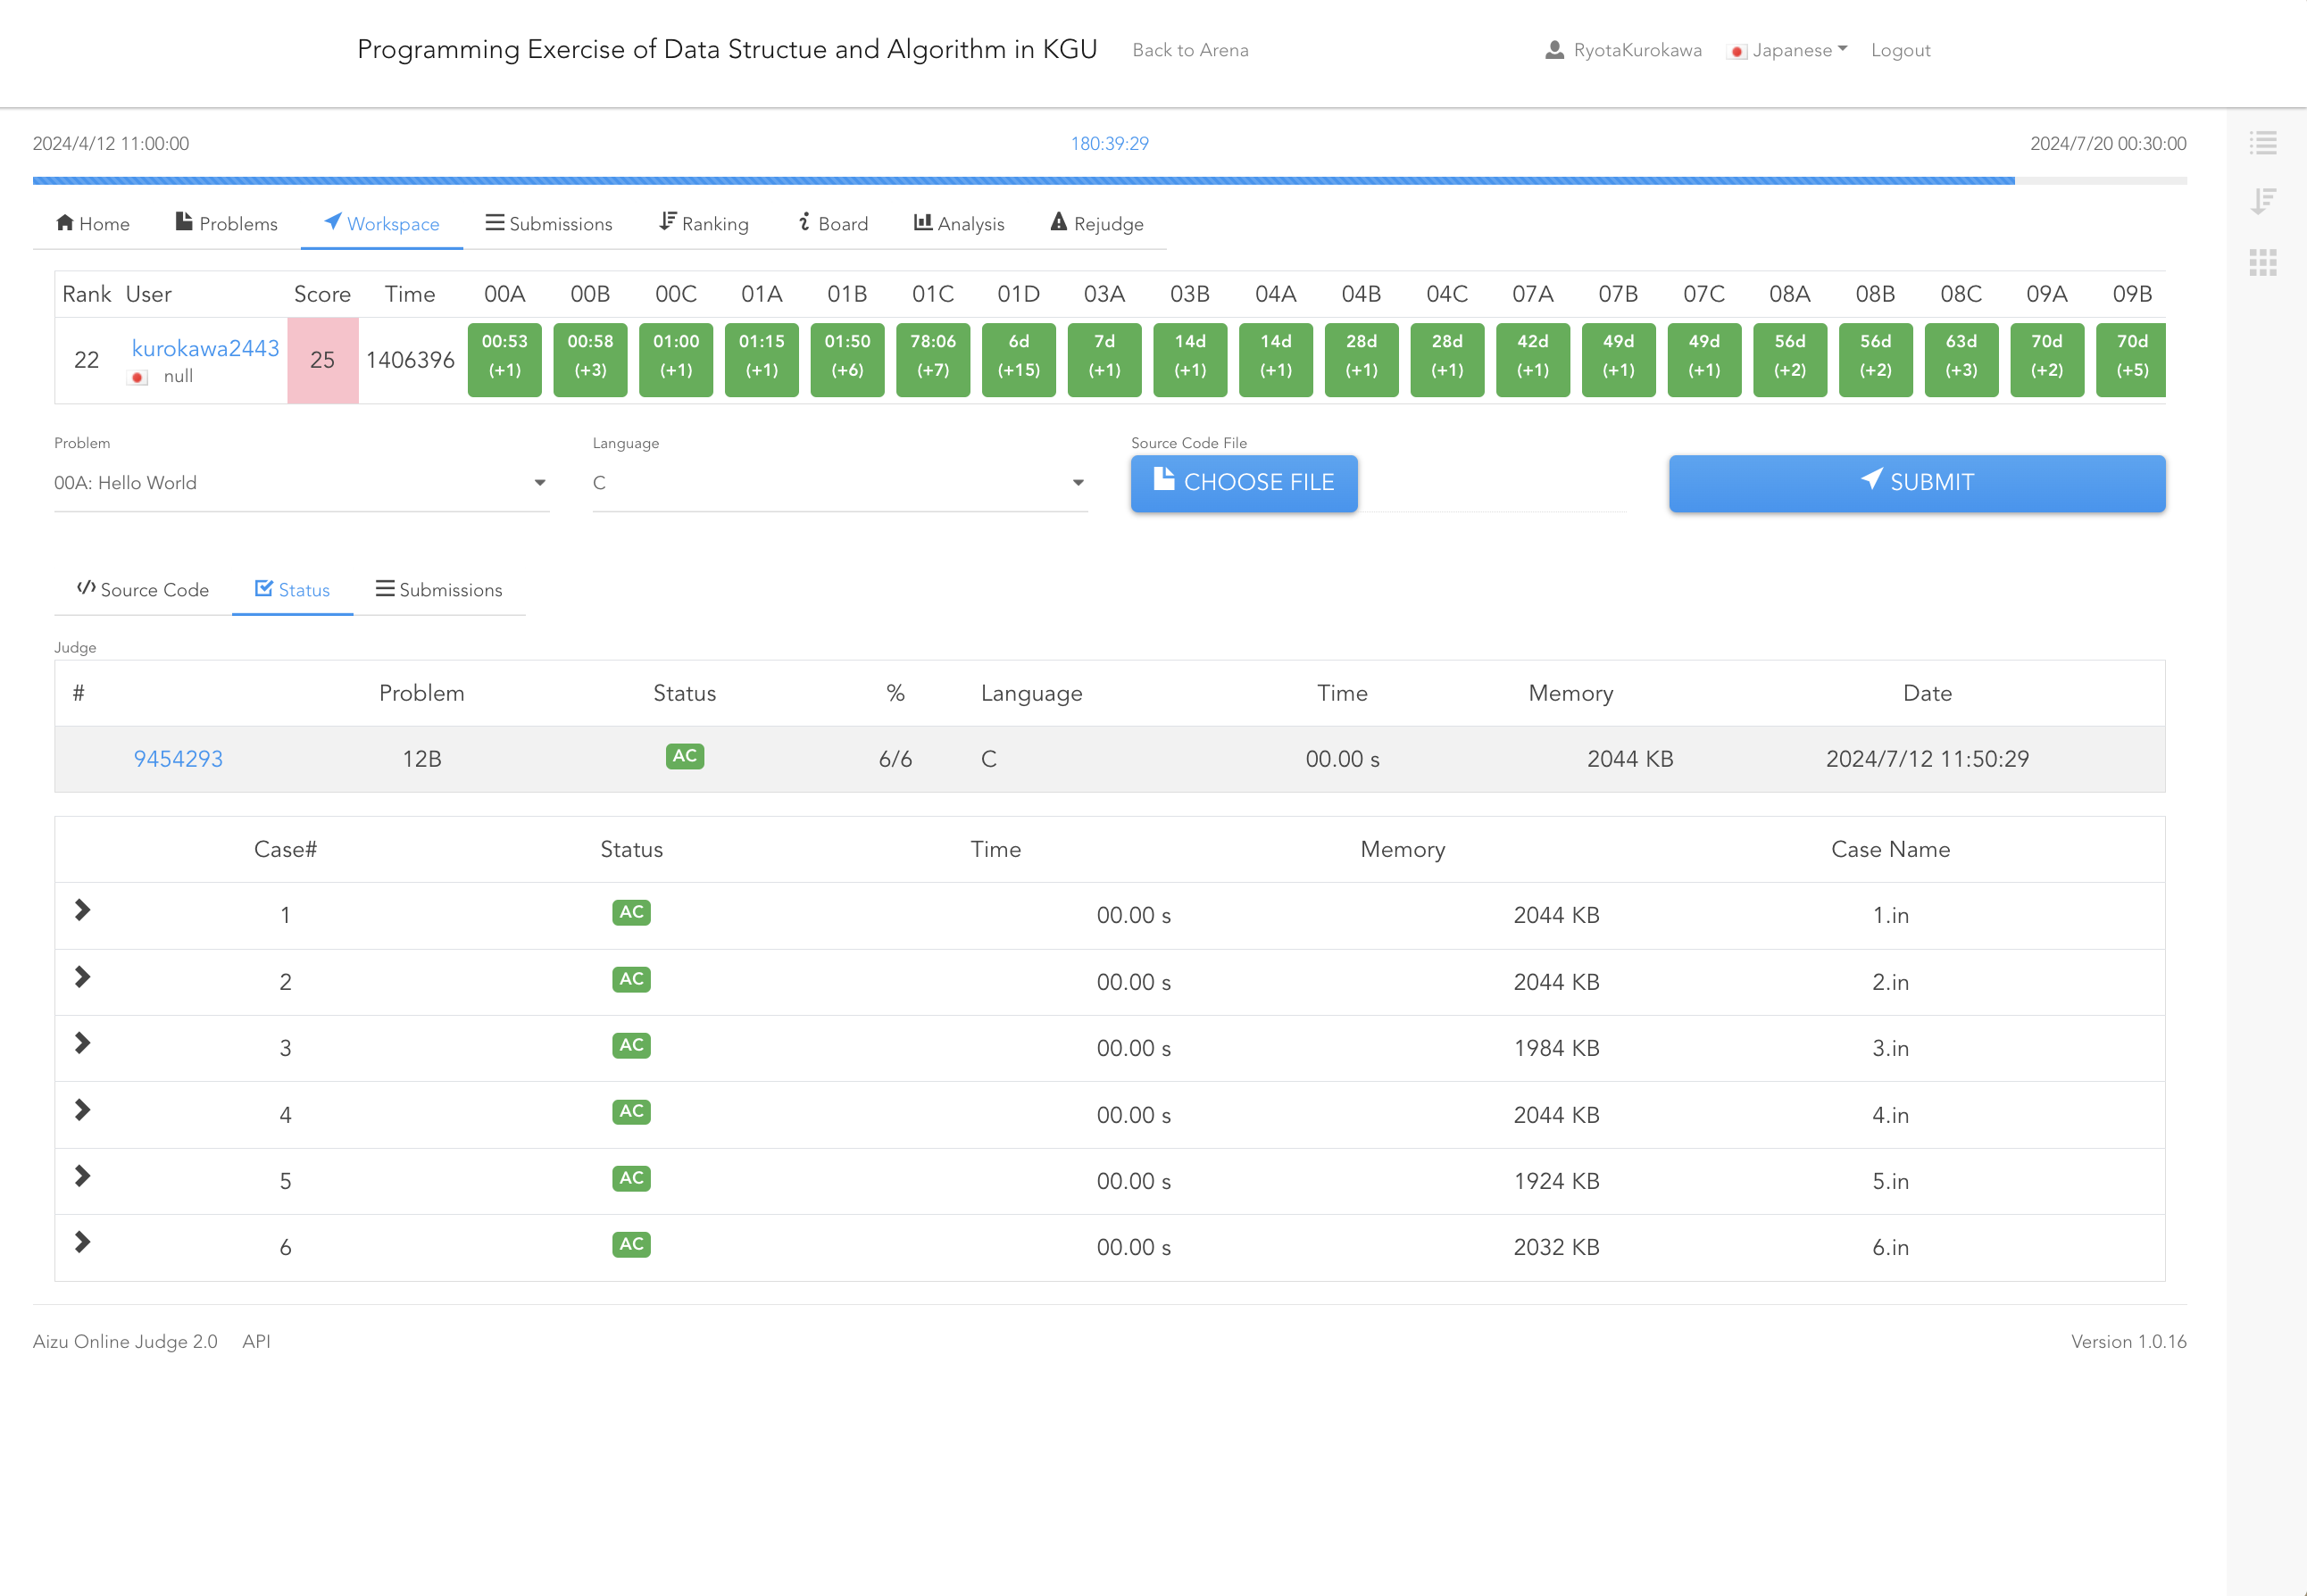 Programming Exercise of Data Structue and Algorithm in KGU Back to Arena RyotaKurokawa Japanese Logout
2024/4/12 11:00:00 180:39:29 2024/7/20 00:30:00
Home Problems Workspace Submissions Ranking Board Analysis Rejudge
Rank User Score Time 00A 00B 00C 01A 01B 01C 01D 03A 03B 04A 04B 04C 07A 07B 07C 08A 08B 08C 09A 09B
22 kurokawa2443 25 1406396 00:53 00:58 01:00 01:15 01:50 78:06 6d 7d 14d 14d 28d 28d 42d 49d 49d 56d 56d 63d 70d 70d
null (+1) (+3) (+1) (+1) (+6) (+7) (+15) (+1) (+1) (+1) (+1) (+1) (+1) (+1) (+1) (+2) (+2) (+3) (+2) (+5)
Problem Language Source Code File
00A: Hello World C CHOOSE FILE SUBMIT
Source Code Status Submissions
Judge
# Problem Status % Language Time Memory Date
9454293 12B AC 6/6 C 00.00 s 2044 KB 2024/7/12 11:50:29
Case# Status Time Memory Case Name
1 AC 00.00 s 2044 KB 1.in
2 AC 00.00 s 2044 KB 2.in
3 AC 00.00 s 1984 KB 3.in
4 AC 00.00 s 2044 KB 4.in
5 AC 00.00 s 1924 KB 5.in
6 AC 00.00 s 2032 KB 6.in
Aizu Online Judge 2.0 API Version 1.0.16